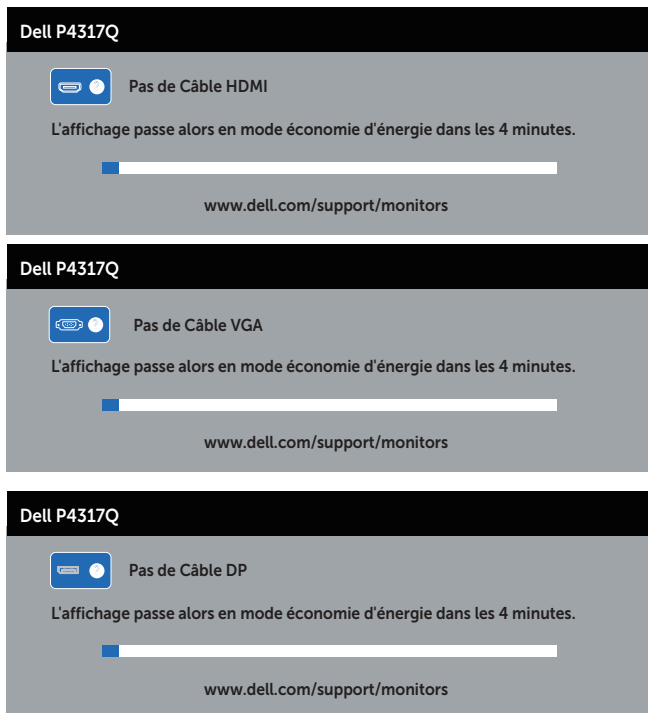 Dell P4317Q
Pas de Câble HDMI
L'affichage passe alors en mode économie d'énergie dans les 4 minutes.
www.dell.com/support/monitors
Dell P4317Q
Pas de Câble VGA
L'affichage passe alors en mode économie d'énergie dans les 4 minutes.
www.dell.com/support/monitors
Dell P4317Q
Pas de Câble DP
L'affichage passe alors en mode économie d'énergie dans les 4 minutes.
www.dell.com/support/monitors